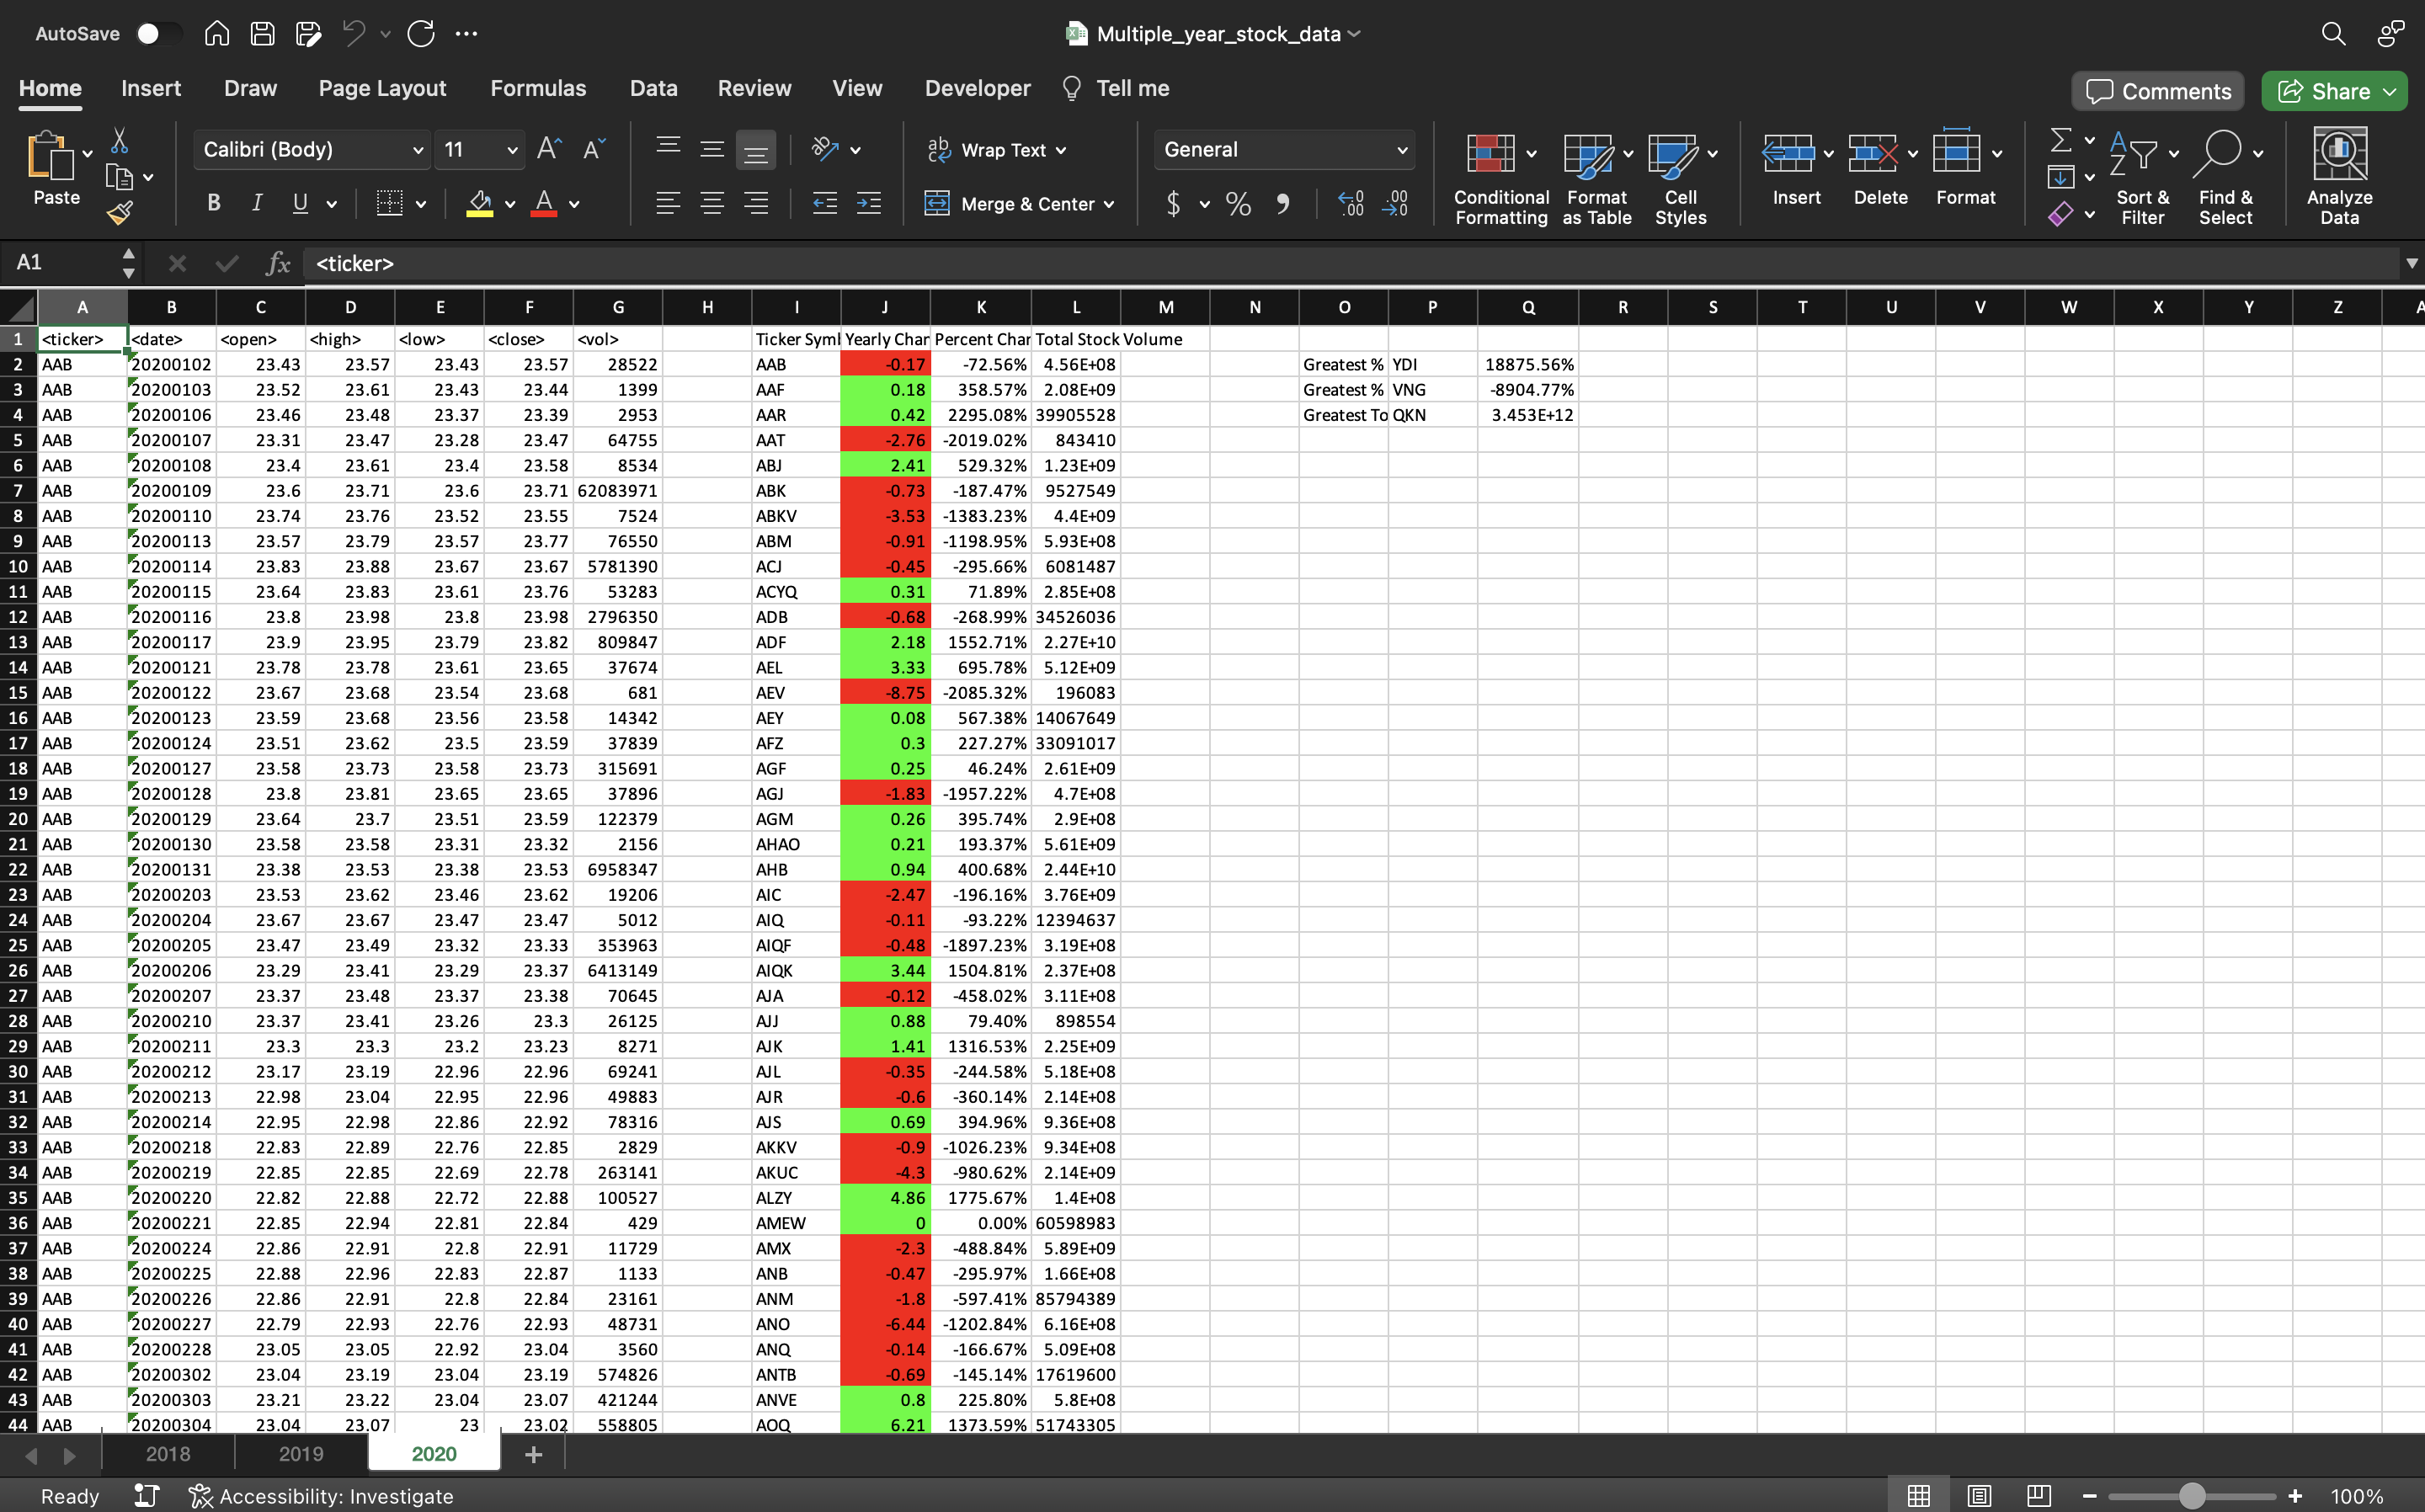 AutoSave Multiple_year_stock_data
Home Insert Draw Page Layout Formulas Data Review View Developer Tell me Comments Share
Paste Calibri (Body) 11 Wrap Text General Conditional Formatting Format as Table Cell Styles Insert Delete Format Sort & Filter Find & Select Analyze Data
B I U Merge & Center $ % 9 .00 .00
A1 fx <ticker>
A B C D E F G H I J K L M N O P Q R S T U V W X Y Z
1 <ticker> <date> <open> <high> <low> <close> <vol> Ticker Yearly Percent Total Stock Volume
2 AAB 20200102 23.43 23.57 23.43 23.57 28522 AAB -0.17 -72.56% 4.56E+08 Greatest % YDI 18875.56%
3 AAB 20200103 23.52 23.61 23.43 23.44 1399 AAF 0.18 358.57% 2.08E+09 Greatest % VNG -8904.77%
4 AAB 20200106 23.46 23.48 23.37 23.39 2953 AAR 0.42 2295.08% 39905528 Greatest To QKN 3.453E+12
5 AAB 20200107 23.31 23.47 23.28 23.47 64755 AAT -2.76 -2019.02% 843410
6 AAB 20200108 23.4 23.61 23.4 23.58 8534 ABJ 2.41 529.32% 1.23E+09
7 AAB 20200109 23.6 23.71 23.6 23.71 62083971 ABK -0.73 -187.47% 9527549
8 AAB 20200110 23.74 23.76 23.52 23.55 7524 ABKV -3.53 -1383.23% 4.4E+09
9 AAB 20200113 23.57 23.79 23.57 23.77 76550 ABM -0.91 -1198.95% 5.93E+08
10 AAB 20200114 23.83 23.88 23.67 23.67 5781390 ACJ -0.45 -295.66% 6081487
11 AAB 20200115 23.64 23.83 23.61 23.76 53283 ACYQ 0.31 71.89% 2.85E+08
12 AAB 20200116 23.8 23.98 23.8 23.98 2796350 ADB -0.68 -268.99% 34526036
13 AAB 20200117 23.9 23.95 23.79 23.82 809847 ADF 2.18 1552.71% 2.27E+10
14 AAB 20200121 23.78 23.78 23.61 23.65 37674 AEL 3.33 695.78% 5.12E+09
15 AAB 20200122 23.67 23.68 23.54 23.68 681 AEV -8.75 -2085.32% 196083
16 AAB 20200123 23.59 23.68 23.56 23.58 14342 AEY 0.08 567.38% 14067649
17 AAB 20200124 23.51 23.62 23.5 23.59 37839 AFZ 0.3 227.27% 33091017
18 AAB 20200127 23.58 23.73 23.58 23.73 315691 AGF 0.25 46.24% 2.61E+09
19 AAB 20200128 23.8 23.81 23.65 23.65 37896 AGJ -1.83 -1957.22% 4.7E+08
20 AAB 20200129 23.64 23.7 23.51 23.59 122379 AGM 0.26 395.74% 2.9E+08
21 AAB 20200130 23.58 23.58 23.31 23.32 2156 AHAO 0.21 193.37% 5.61E+09
22 AAB 20200131 23.38 23.53 23.38 23.53 6958347 AHB 0.94 400.68% 2.44E+10
23 AAB 20200203 23.53 23.62 23.46 23.62 19206 AIC -2.47 -196.16% 3.76E+09
24 AAB 20200204 23.67 23.67 23.47 23.47 5012 AIQ -0.11 -93.22% 12394637
25 AAB 20200205 23.47 23.49 23.32 23.33 353963 AIQF -0.48 -1897.23% 3.19E+08
26 AAB 20200206 23.29 23.41 23.29 23.37 6413149 AIQK 3.44 1504.81% 2.37E+08
27 AAB 20200207 23.37 23.48 23.37 23.38 70645 AJA -0.12 -458.02% 3.11E+08
28 AAB 20200210 23.37 23.41 23.26 23.3 26125 AJJ 0.88 79.40% 898554
29 AAB 20200211 23.3 23.3 23.2 23.23 8271 AJK 1.41 1316.53% 2.25E+09
30 AAB 20200212 23.17 23.19 22.96 22.96 69241 AJL -0.35 -244.58% 5.18E+08
31 AAB 20200213 22.98 23.04 22.95 22.96 49883 AJR -0.6 -360.14% 2.14E+08
32 AAB 20200214 22.95 22.98 22.86 22.92 78316 AJS 0.69 394.96% 9.36E+08
33 AAB 20200218 22.83 22.89 22.76 22.85 2829 AKKV -0.9 -1026.23% 9.34E+08
34 AAB 20200219 22.85 22.89 22.69 22.78 263141 AKUC -4.3 -980.62% 2.14E+09
35 AAB 20200220 22.82 22.88 22.72 22.88 100527 ALZY 4.86 1775.67% 1.4E+08
36 AAB 20200221 22.85 22.94 22.81 22.84 429 AMEW 0 0.00% 60598983
37 AAB 20200224 22.86 22.91 22.8 22.91 11729 AMX -2.3 -488.84% 5.89E+09
38 AAB 20200225 22.88 22.96 22.83 22.87 1133 ANB -0.47 -295.97% 1.66E+08
39 AAB 20200226 22.86 22.91 22.8 22.84 23161 ANM -1.8 -597.41% 85794389
40 AAB 20200227 22.79 22.93 22.76 22.93 48731 ANO -6.44 -1202.84% 6.16E+08
41 AAB 20200228 23.05 23.05 22.92 23.04 3560 ANQ -0.14 -166.67% 5.09E+08
42 AAB 20200302 23.04 23.19 23.04 23.19 574826 ANTB -0.69 -145.14% 17619600
43 AAB 20200303 23.21 23.22 23.04 23.07 421244 ANVE 0.8 225.80% 5.8E+08
44 AAB 20200304 23.04 23.07 23 23.02 558805 AOQ 6.21 1373.59% 51743305
2018 2019 2020 +
Ready Accessibility: Investigate 100%